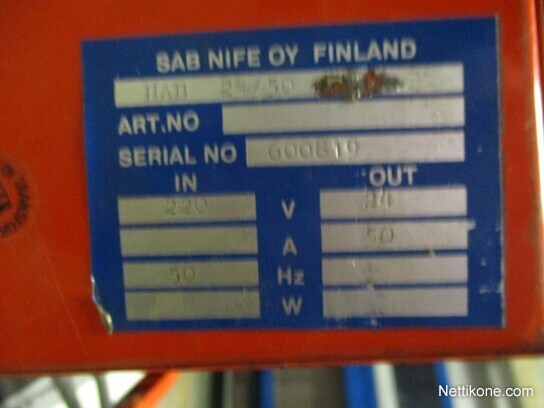 SAB NIFE OY FINLAND
24/50
ART.NO
SERIAL NO 600819
IN OUT
220 V 24
A 50
50 Hz
W
Nettikone.com